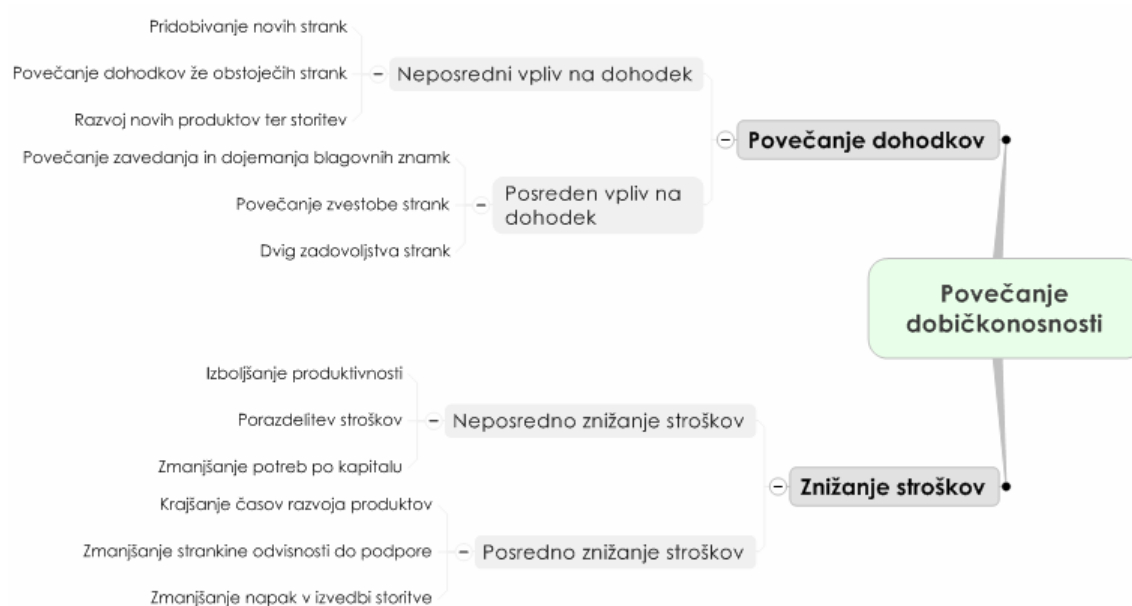 Pridobivanje novih strank
Povečanje dohodkov že obstoječih strank
Razvoj novih produktov ter storitev
Neposredni vpliv na dohodek
Povečanje zavedanja in dojemanja blagovnih znamk
Povečanje zvestobe strank
Dvig zadovoljstva strank
Posreden vpliv na
dohodek
Povečanje dohodkov
Povečanje
dobičkonosnosti
Izboljšanje produktivnosti
Porazdelitev stroškov
Zmanjšanje potreb po kapitalu
Neposredno znižanje stroškov
Krajšanje časov razvoja produktov
Zmanjšanje strankine odvisnosti do podpore
Zmanjšanje napak v izvedbi storitve
Posredno znižanje stroškov
Znižanje stroškov